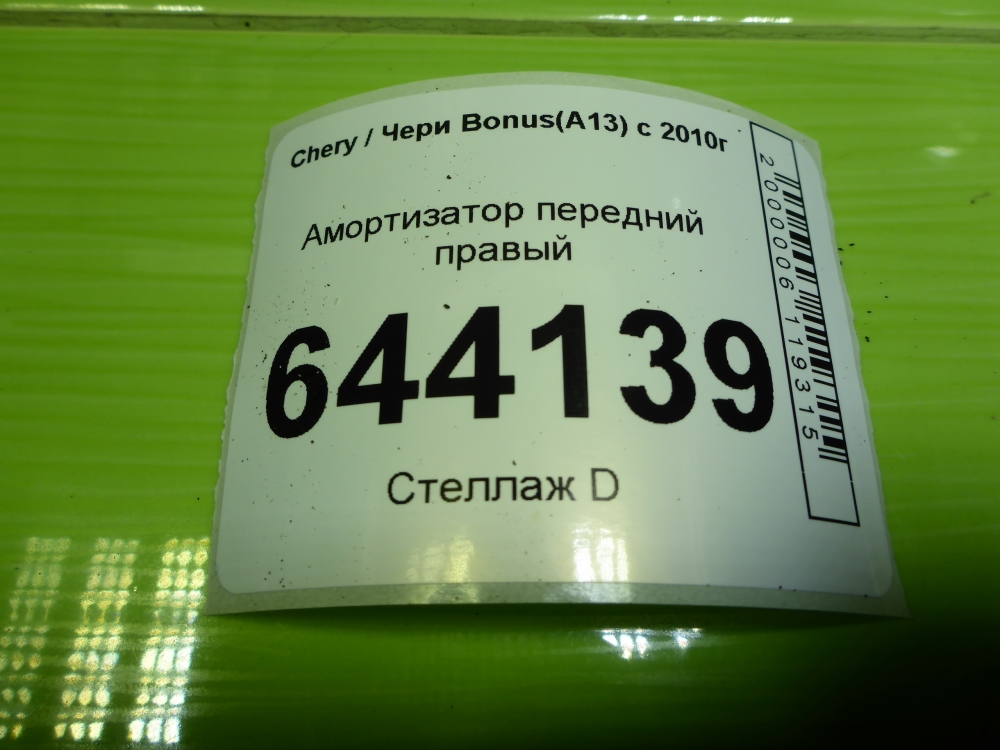 Chery / Чери Bonus(A13) с 2010г
Амортизатор передний
правый
644139
Стеллаж D
2000006119315